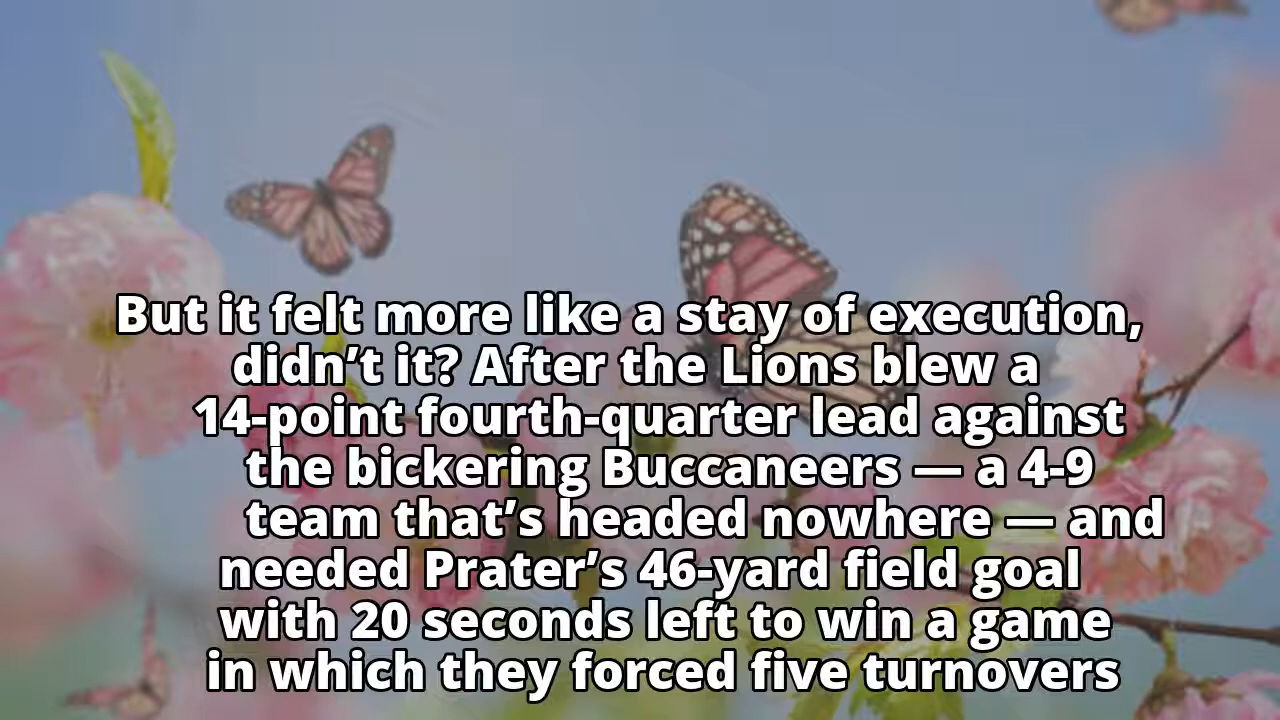 But it felt more like a stay of execution,
didn’t it? After the Lions blew a
14-point fourth-quarter lead against
the bickering Buccaneers — a 4-9
team that’s headed nowhere — and
needed Prater’s 46-yard field goal
with 20 seconds left to win a game
in which they forced five turnovers